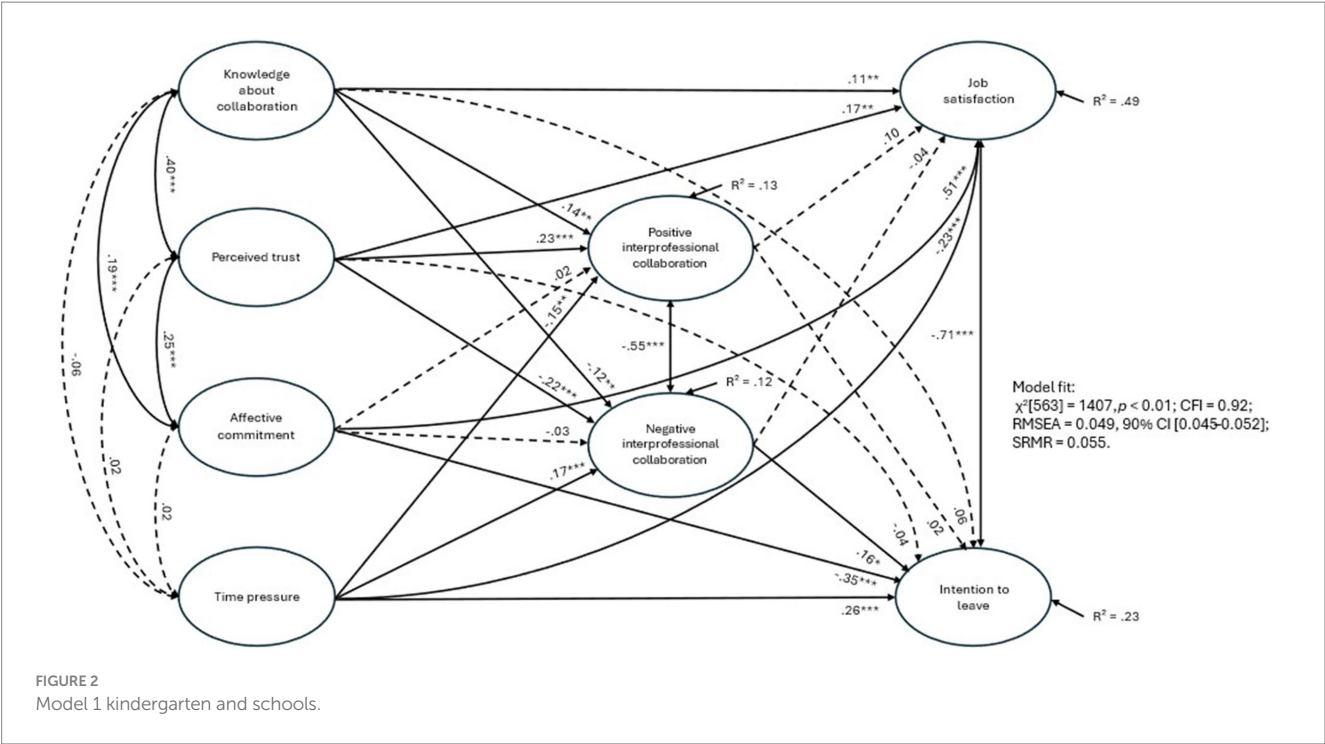 Knowledge
about
collaboration
Job
satisfaction
R² = .49
.11**
.17**
.10
-.04
.40***
R² = .13
.51***
-.23***
.14**
Positive
interprofessional
collaboration
.23***
Perceived trust
.19***
.02
-.15**
.25***
-.55***
-.71***
-.06
-.12**
-.22***
R² = .12
Model fit:
χ²[563] = 1407, p < 0.01; CFI = 0.92;
RMSEA = 0.049, 90% CI [0.045-0.052];
SRMR = 0.055.
Affective
commitment
-.03
Negative
interprofessional
collaboration
.02
.17***
.02
-.04
.02
.06
.16*
-.35***
Time pressure
.26***
Intention to
leave
R² = .23
FIGURE 2
Model 1 kindergarten and schools.